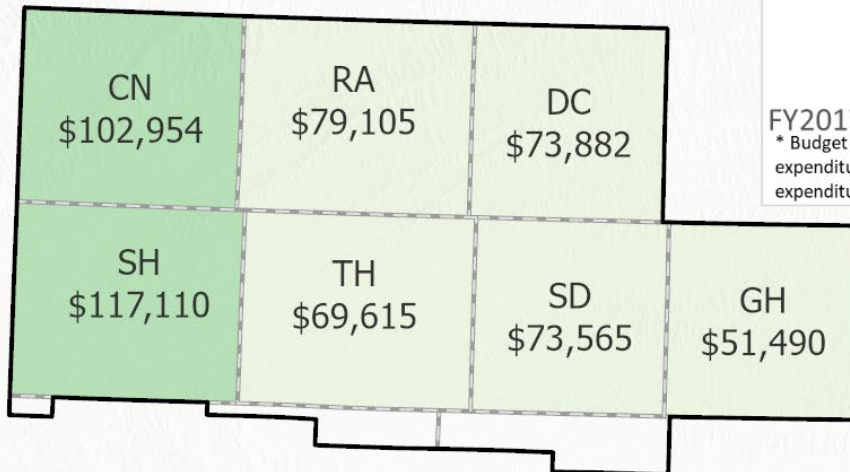 CN
$102,954
RA
$79,105
DC
$73,882
SH
$117,110
TH
$69,615
SD
$73,565
GH
$51,490
* Budget